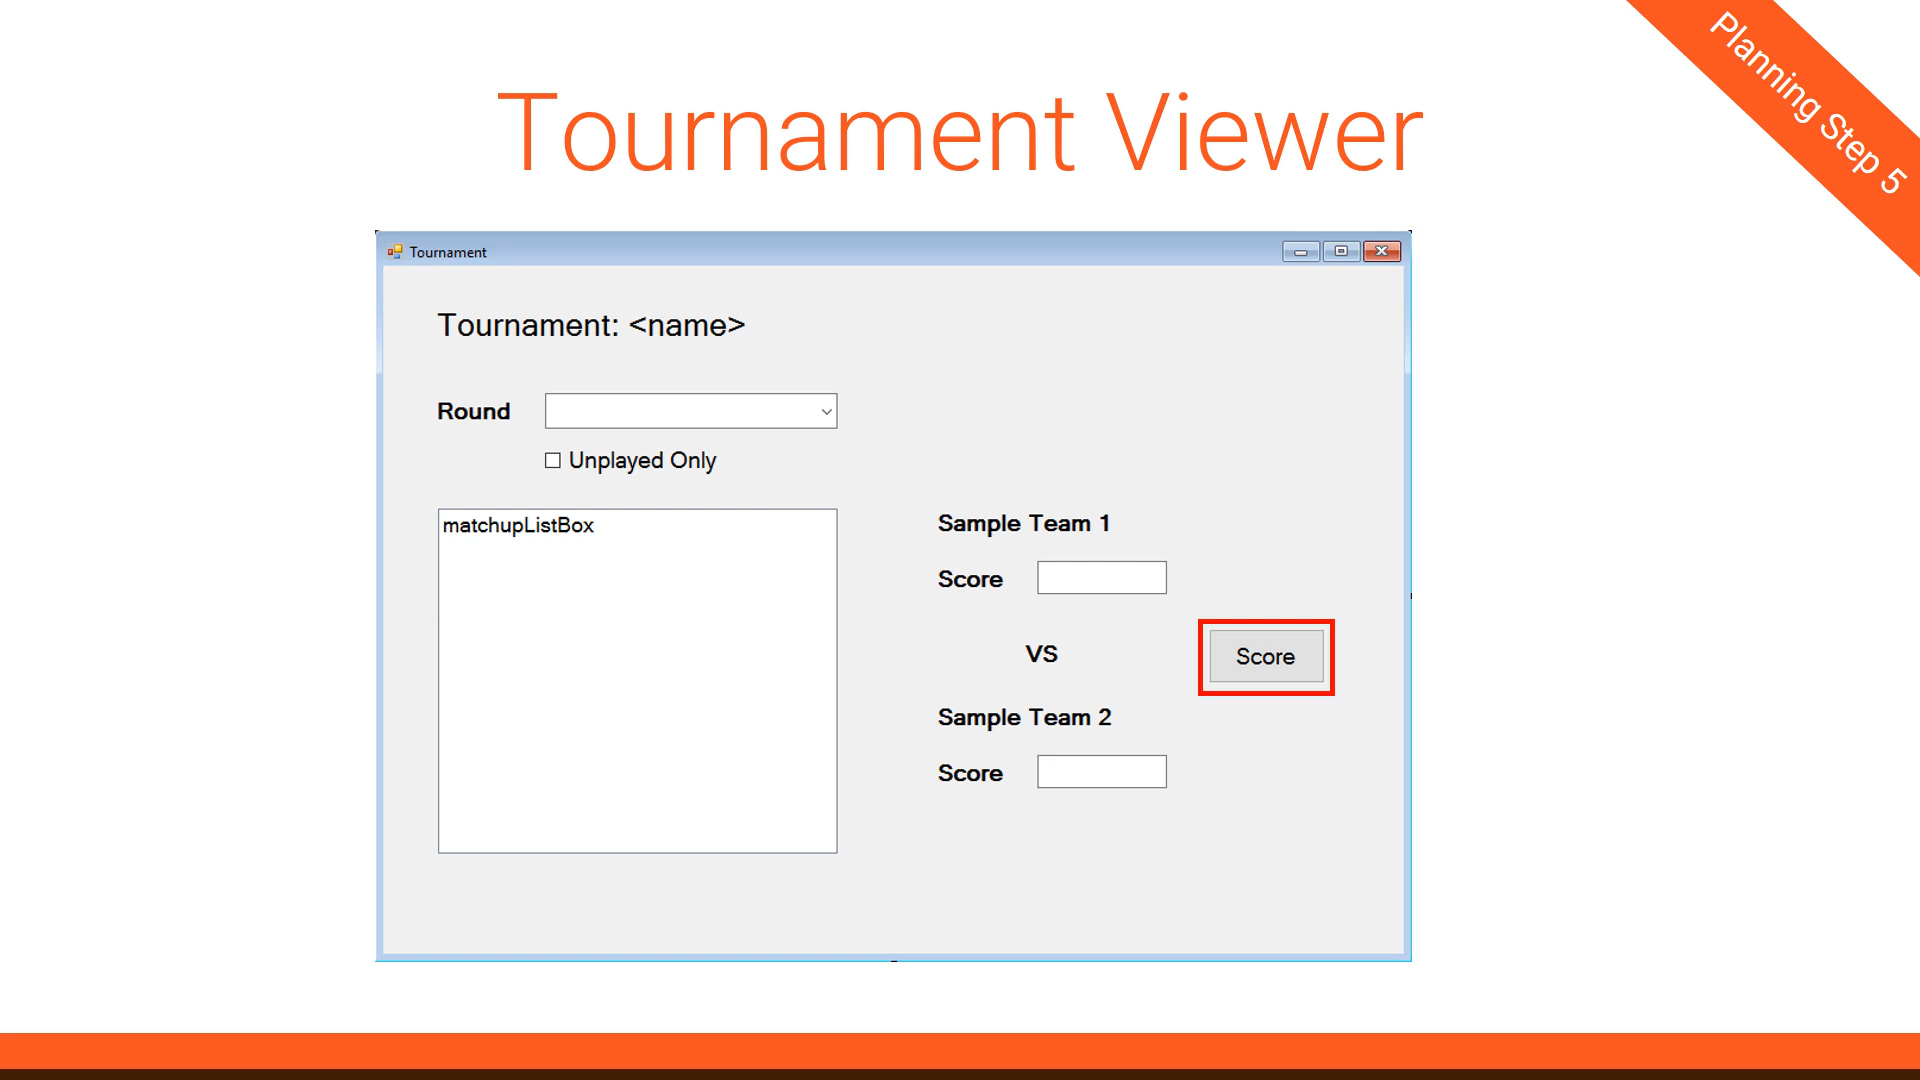 Planning Step 5
Tournament Viewer
Tournament
Tournament: <name>
Round
Unplayed Only
matchupListBox
Sample Team 1
Score
VS
Score
Sample Team 2
Score